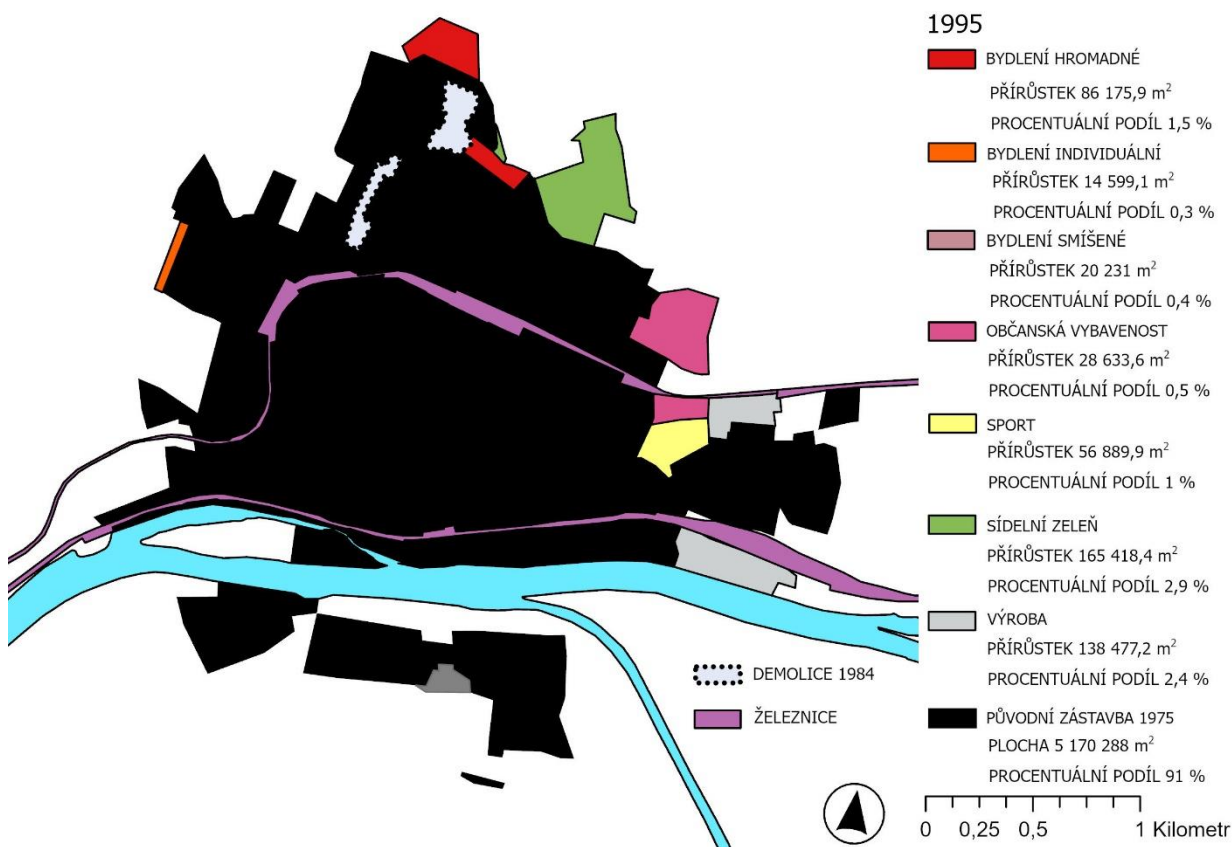 1995
BYDLENÍ HROMADNÉ
PŘÍRŮSTEK 86 175,9 m²
PROCENTUÁLNÍ PODÍL 1,5 %
BYDLENÍ INDIVIDUÁLNÍ
PŘÍRŮSTEK 14 599,1 m²
PROCENTUÁLNÍ PODÍL 0,3 %
BYDLENÍ SMÍŠENÉ
PŘÍRŮSTEK 20 231 m²
PROCENTUÁLNÍ PODÍL 0,4 %
OBČANSKÁ VYBAVENOST
PŘÍRŮSTEK 28 633,6 m²
PROCENTUÁLNÍ PODÍL 0,5 %
SPORT
PŘÍRŮSTEK 56 889,9 m²
PROCENTUÁLNÍ PODÍL 1 %
SÍDELNÍ ZELEŇ
PŘÍRŮSTEK 165 418,4 m²
PROCENTUÁLNÍ PODÍL 2,9 %
VÝROBA
PŘÍRŮSTEK 138 477,2 m²
PROCENTUÁLNÍ PODÍL 2,4 %
PŮVODNÍ ZÁSTAVBA 1975
PLOCHA 5 170 288 m²
PROCENTUÁLNÍ PODÍL 91 %
DEMOLICE 1984
ŽELEZNICE
0 0,25 0,5 1 Kilometr